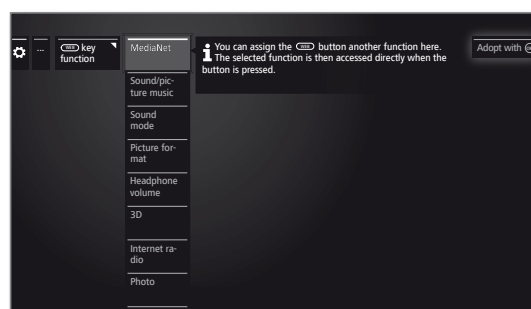 ...
WEB key
function
MediaNet
Sound/pic-
ture music
Sound
mode
Picture for-
mat
Headphone
volume
3D
Internet ra-
dio
Photo
You can assign the WEB button another function here.
The selected function is then accessed directly when the
button is pressed.
Adopt with